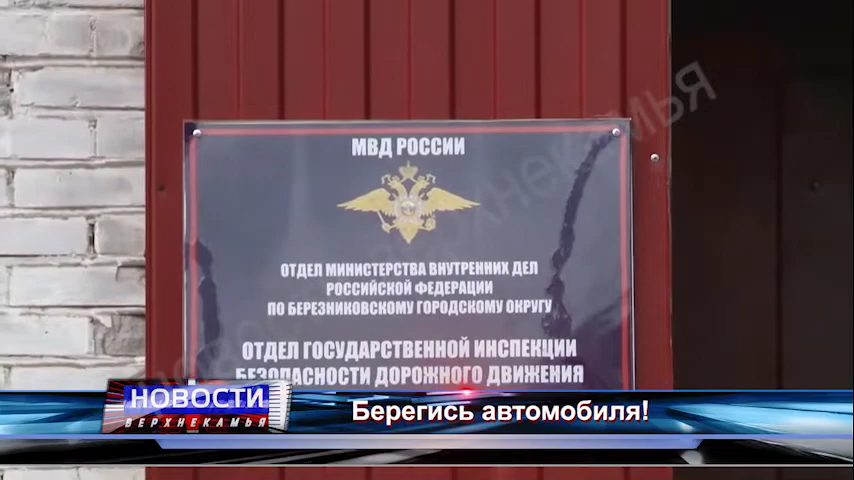 МВД РОССИИ
ОТДЕЛ МИНИСТЕРСТВА ВНУТРЕННИХ ДЕЛ
РОССИЙСКОЙ ФЕДЕРАЦИИ
ПО БЕРЕЗНИКОВСКОМУ ГОРОДСКОМУ ОКРУГУ
ОТДЕЛ ГОСУДАРСТВЕННОЙ ИНСПЕКЦИИ
БЕЗОПАСНОСТИ ДОРОЖНОГО ДВИЖЕНИЯ
НОВОСТИ
ВЕРХНЕКАМЬЯ
Берегись автомобиля!